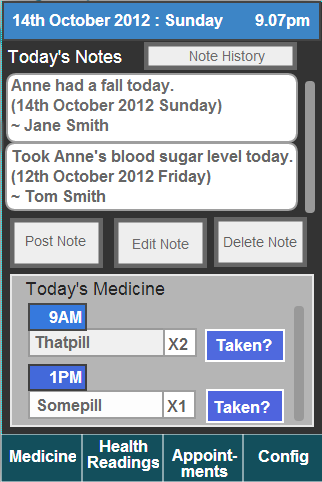 14th October 2012 : Sunday 9.07pm
Today's Notes Note History
Anne had a fall today.
(14th October 2012 Sunday)
~ Jane Smith
Took Anne's blood sugar level today.
(12th October 2012 Friday)
~ Tom Smith
Post Note Edit Note Delete Note
Today's Medicine
9AM
Thatpill X2 Taken?
1PM
Somepill X1 Taken?
Medicine
Health
Readings
Appoint-
ments
Config